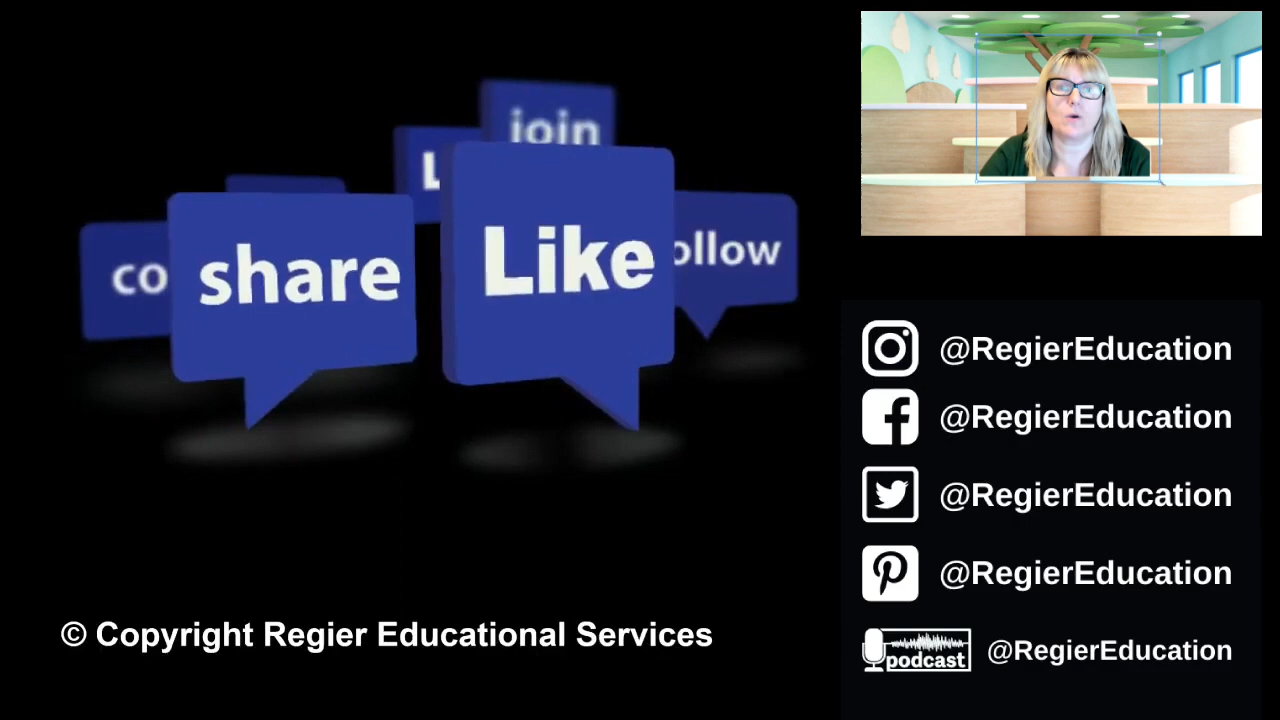 join
L
co
share
Like
ollow
@RegierEducation
@RegierEducation
@RegierEducation
@RegierEducation
podcast
@RegierEducation
© Copyright Regier Educational Services